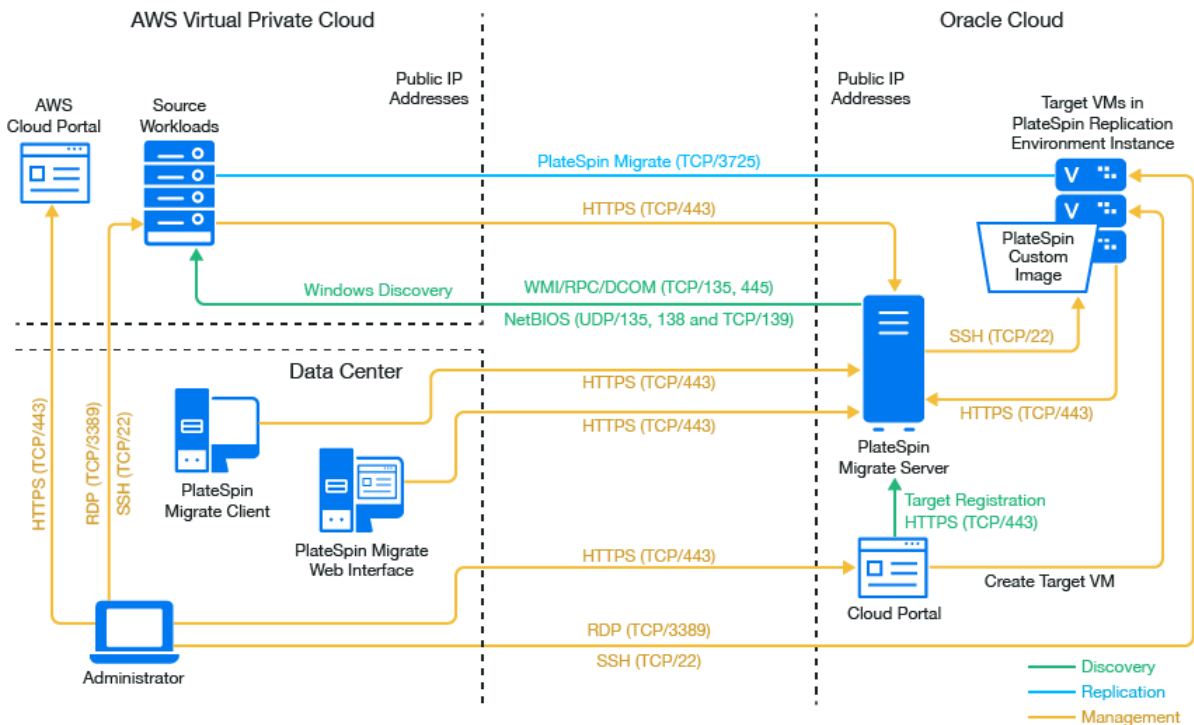 AWS Virtual Private Cloud
Oracle Cloud
Public IP
Addresses
Public IP
Addresses
AWS
Cloud Portal
Source
Workloads
Target VMs in
PlateSpin Replication
Environment Instance
PlateSpin Migrate (TCP/3725)
V
HTTPS (TCP/443)
V
PlateSpin
Custom
Image
Windows Discovery
WMI/RPC/DCOM (TCP/135, 445)
NetBIOS (UDP/135, 138 and TCP/139)
SSH (TCP/22)
Data Center
HTTPS (TCP/443)
HTTPS (TCP/443)
HTTPS (TCP/443)
HTTPS (TCP/443)
RDP (TCP/3389)
SSH (TCP/22)
PlateSpin
Migrate Client
PlateSpin
Migrate Server
PlateSpin Migrate
Web Interface
Target Registration
HTTPS (TCP/443)
HTTPS (TCP/443)
Create Target VM
Cloud Portal
RDP (TCP/3389)
SSH (TCP/22)
Administrator
Discovery
Replication
Management